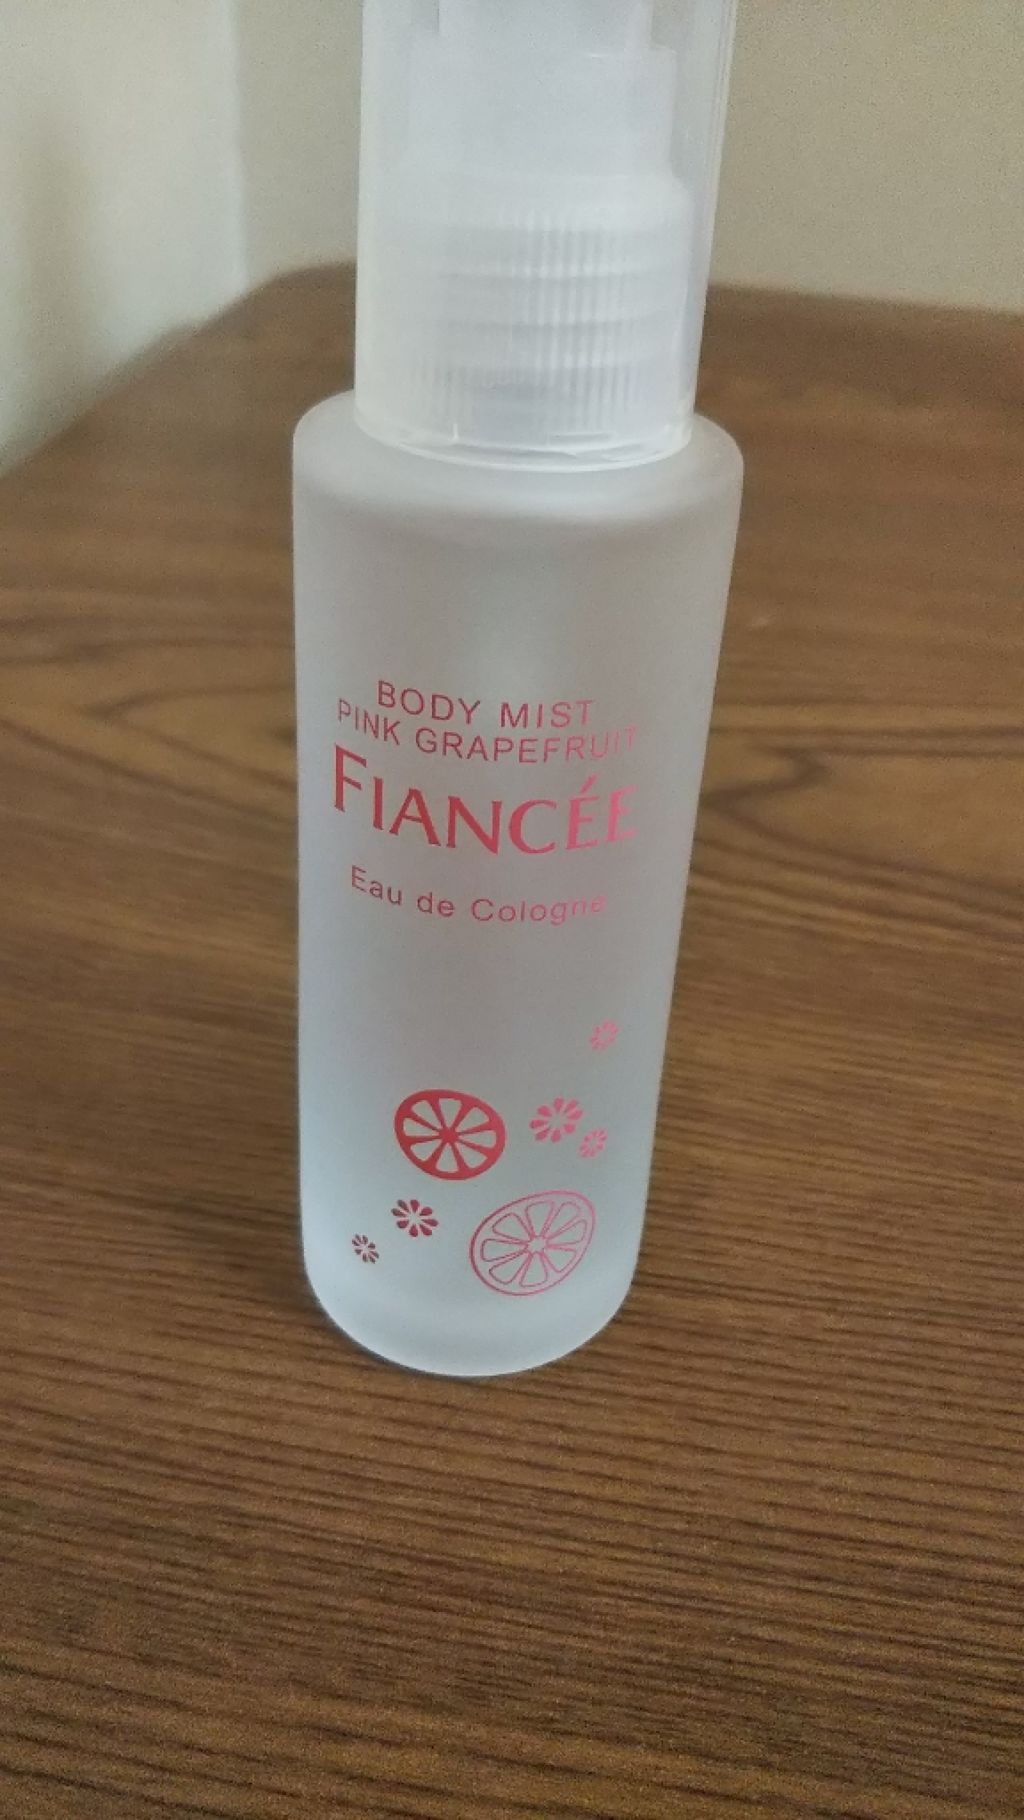 BODY MIST
PINK GRAPEFRUIT
FIANCÉE
Eau de Cologne